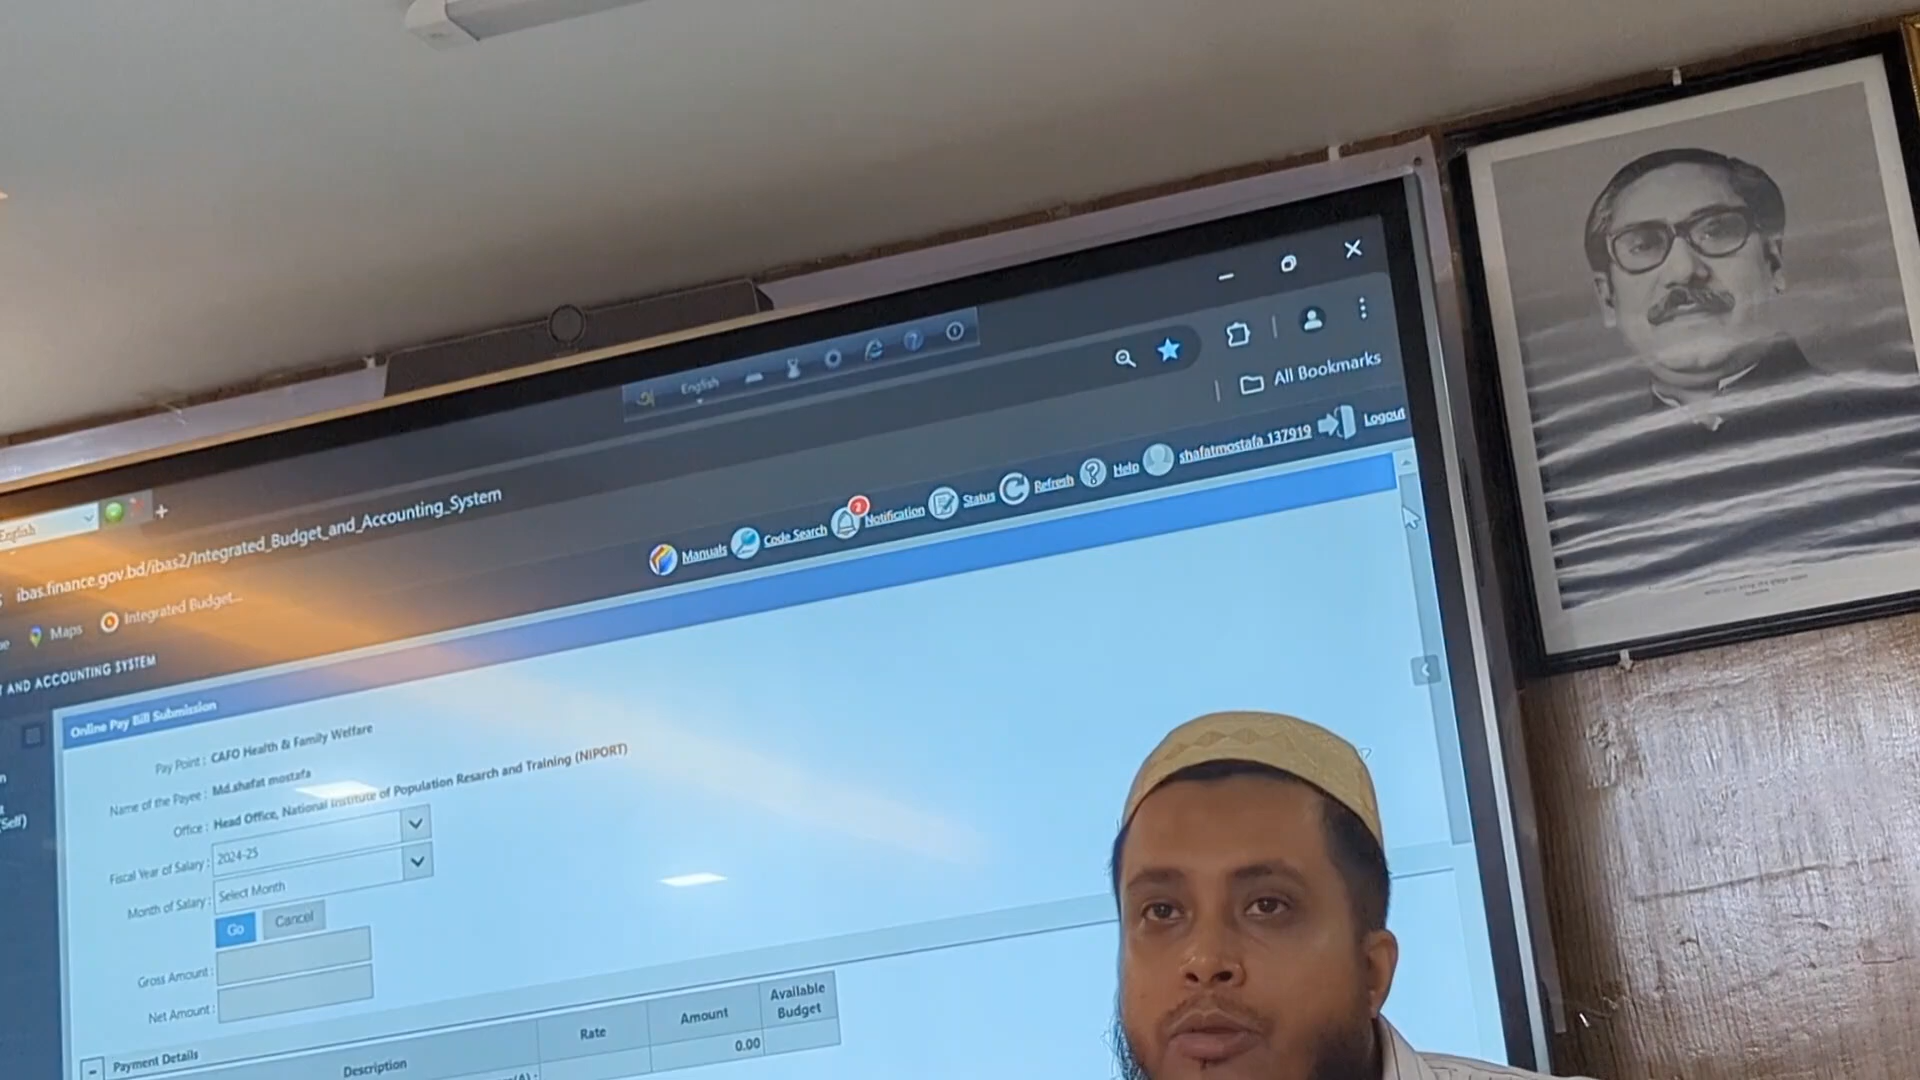 English
English
ibas.finance.gov.bd/ibas2/Integrated_Budget_and_Accounting_System
All Bookmarks
Maps
Integrated Budget...
Manuals
Code Search
2
Notification
Status
Refresh
Help
shafatmostafa 137919
Logout
AND ACCOUNTING SYSTEM
Online Pay Bill Submission
Pay Point : CAFO Health & Family Welfare
Name of the Payee : Md.shafat mostafa
Office : Head Office, National Institute of Population Resarch and Training (NIPORT)
(Self)
Fiscal Year of Salary : 2024-25
Month of Salary : Select Month
Go Cancel
Gross Amount :
Net Amount :
Payment Details
Description Rate Amount Available Budget
(A) : 0.00